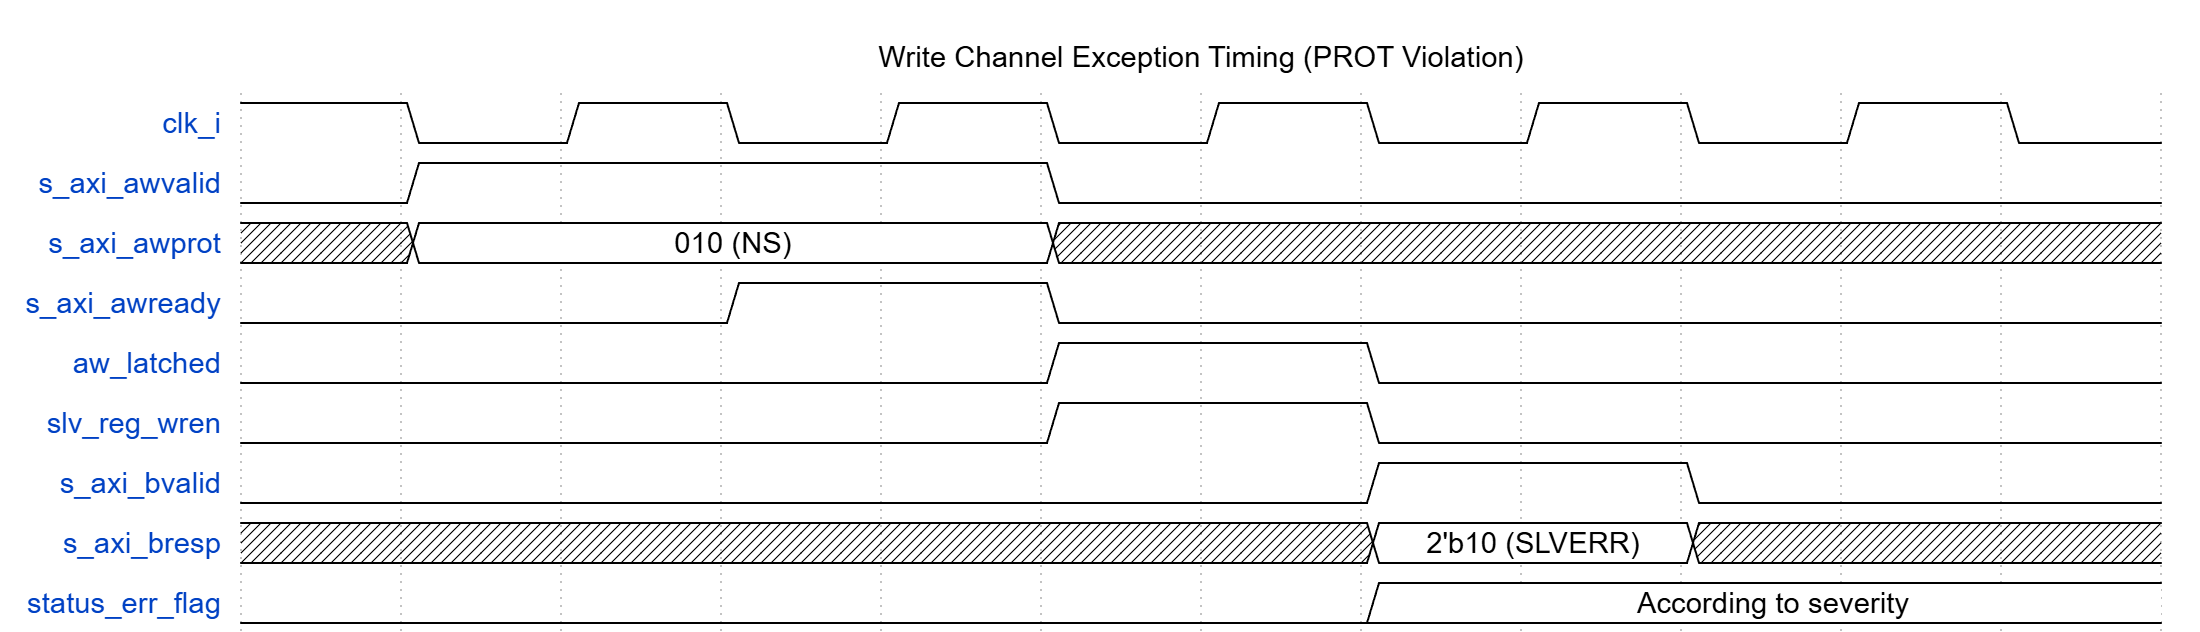 Write Channel Exception Timing (PROT Violation)
clk_i
s_axi_awvalid
s_axi_awprot 010 (NS)
s_axi_awready
aw_latched
slv_reg_wren
s_axi_bvalid
s_axi_bresp 2'b10 (SLVERR)
status_err_flag According to severity